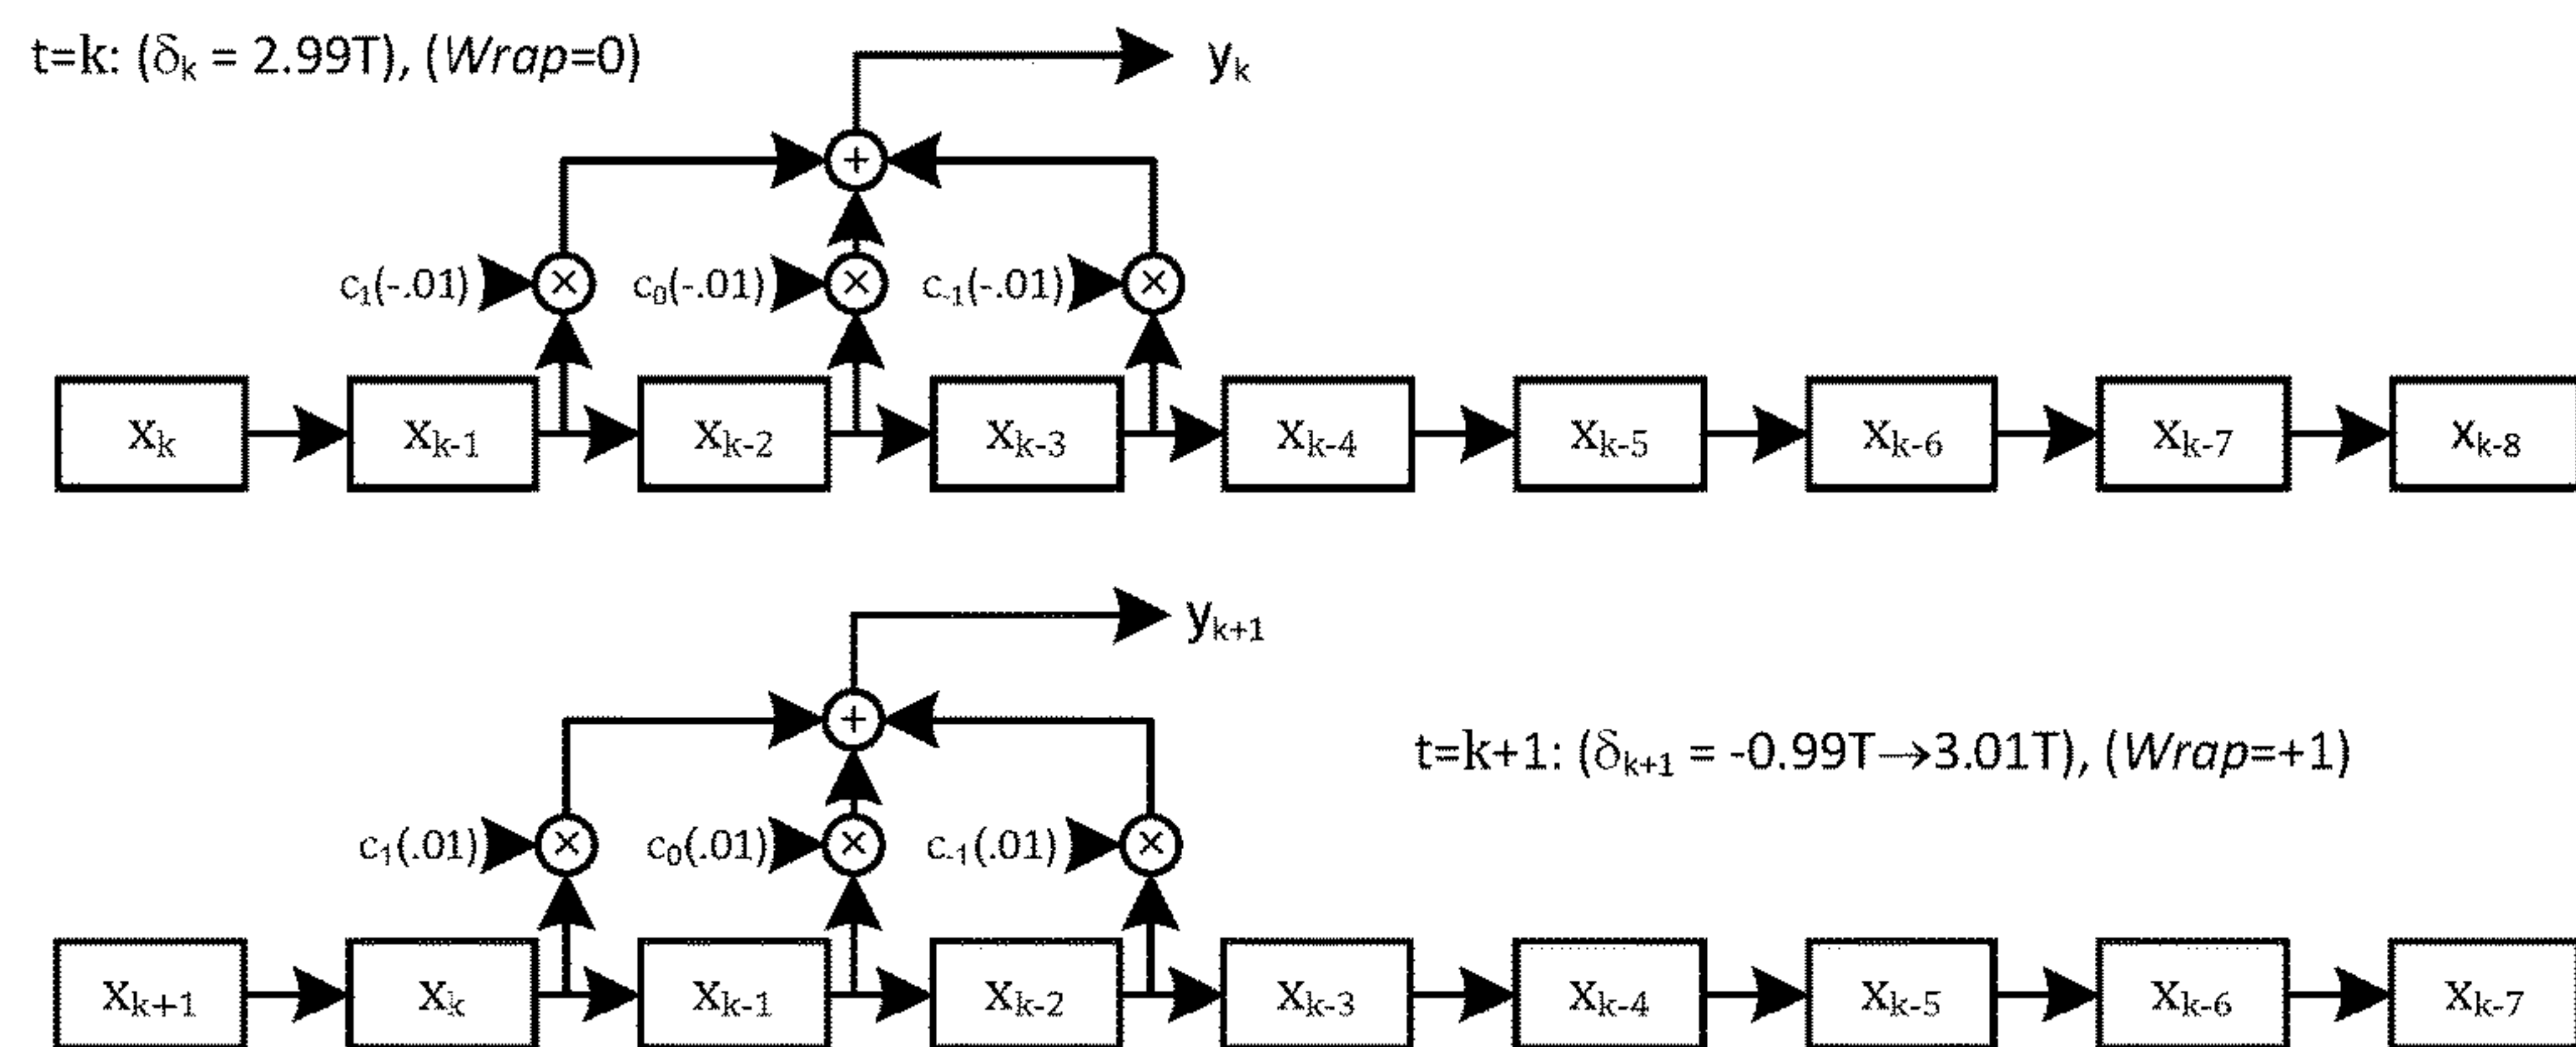 t=k: (δₖ = 2.99T), (Wrap=0)
yₖ
+
c₁(-.01) × c₀(-.01) × c₋₁(-.01) ×
xₖ xₖ₋₁ xₖ₋₂ xₖ₋₃ xₖ₋₄ xₖ₋₅ xₖ₋₆ xₖ₋₇ xₖ₋₈
yₖ₊₁
+
t=k+1: (δₖ₊₁ = -0.99T→3.01T), (Wrap=+1)
c₁(.01) × c₀(.01) × c₋₁(.01) ×
xₖ₊₁ xₖ xₖ₋₁ xₖ₋₂ xₖ₋₃ xₖ₋₄ xₖ₋₅ xₖ₋₆ xₖ₋₇